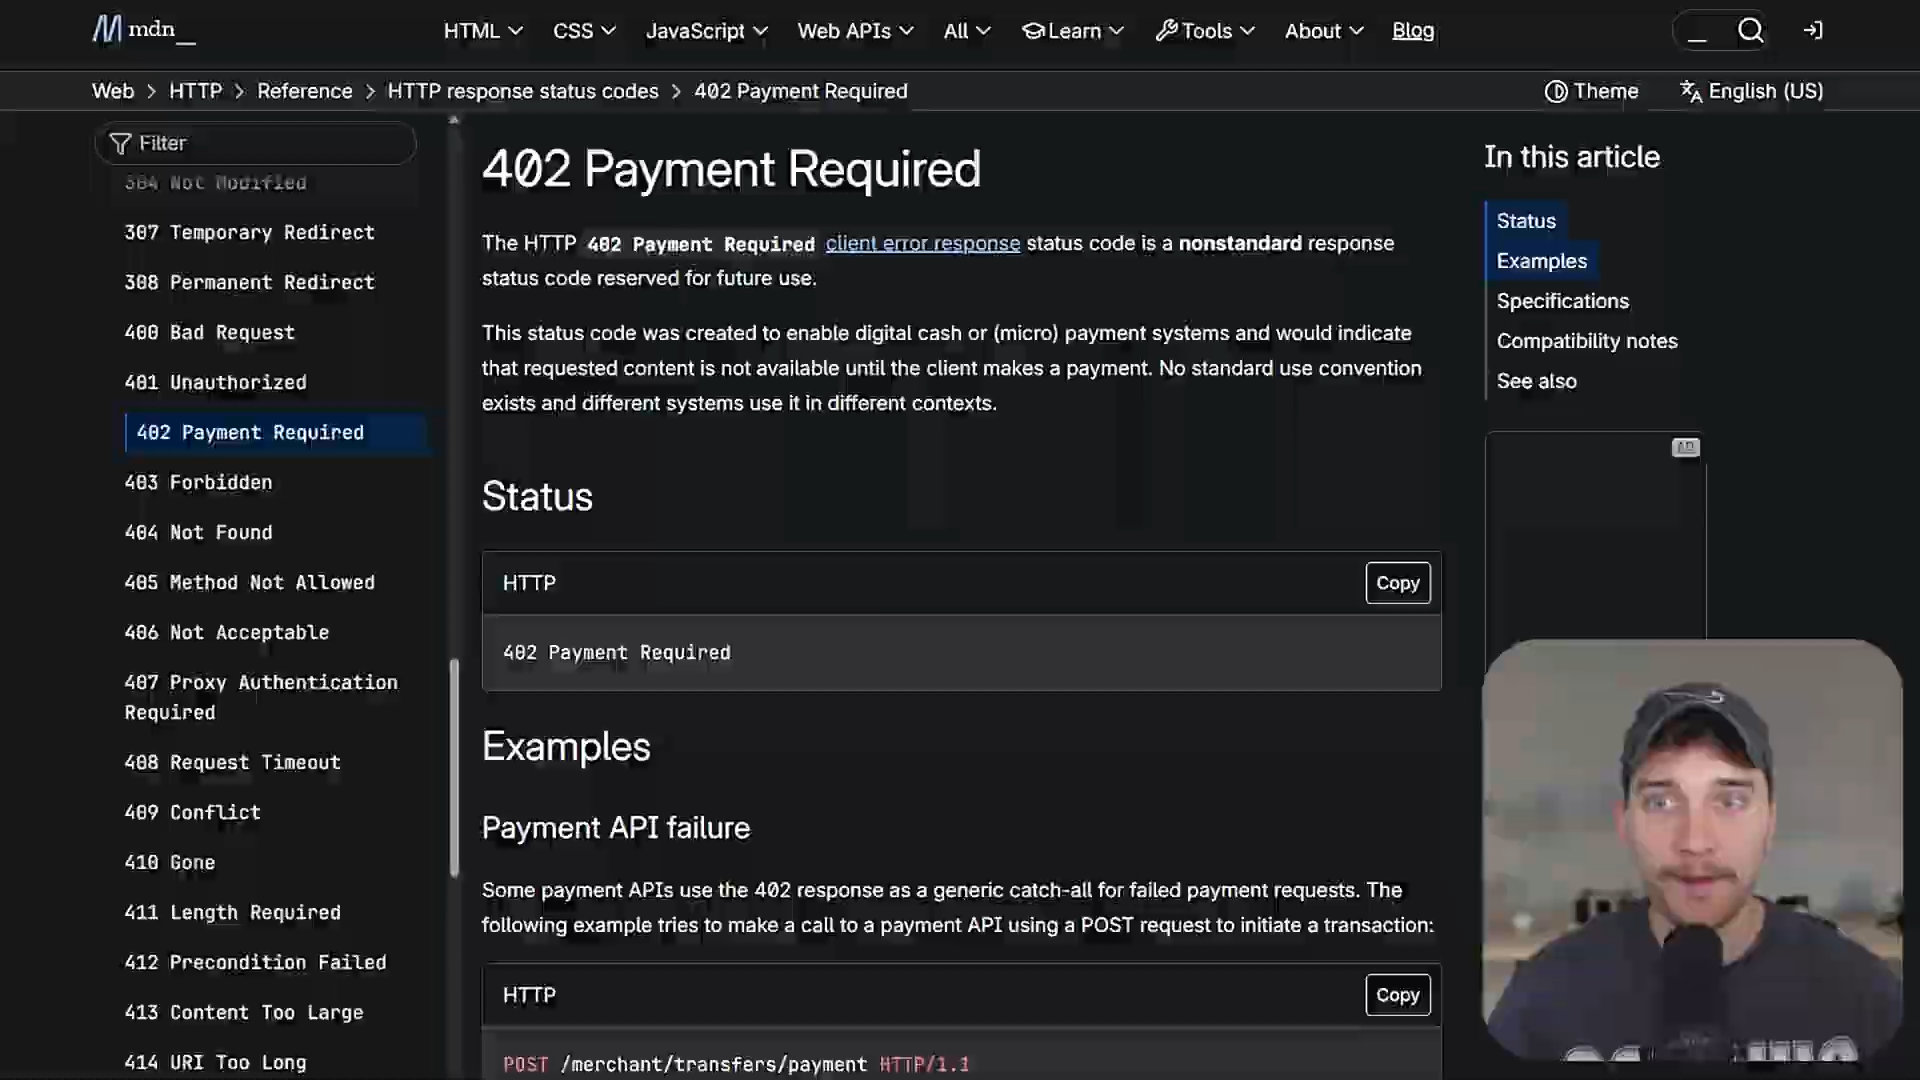 mdn_
HTML
CSS
JavaScript
Web APIs
All
Learn
Tools
About
Blog
Web > HTTP > Reference > HTTP response status codes > 402 Payment Required
Theme
English (US)
Filter
304 Not Modified
307 Temporary Redirect
308 Permanent Redirect
400 Bad Request
401 Unauthorized
402 Payment Required
403 Forbidden
404 Not Found
405 Method Not Allowed
406 Not Acceptable
407 Proxy Authentication
Required
408 Request Timeout
409 Conflict
410 Gone
411 Length Required
412 Precondition Failed
413 Content Too Large
414 URI Too Long
402 Payment Required
The HTTP 402 Payment Required client error response status code is a nonstandard response
status code reserved for future use.
This status code was created to enable digital cash or (micro) payment systems and would indicate
that requested content is not available until the client makes a payment. No standard use convention
exists and different systems use it in different contexts.
Status
HTTP
Copy
402 Payment Required
Examples
Payment API failure
Some payment APIs use the 402 response as a generic catch-all for failed payment requests. The
following example tries to make a call to a payment API using a POST request to initiate a transaction:
HTTP
Copy
POST /merchant/transfers/payment HTTP/1.1
In this article
Status
Examples
Specifications
Compatibility notes
See also
AD